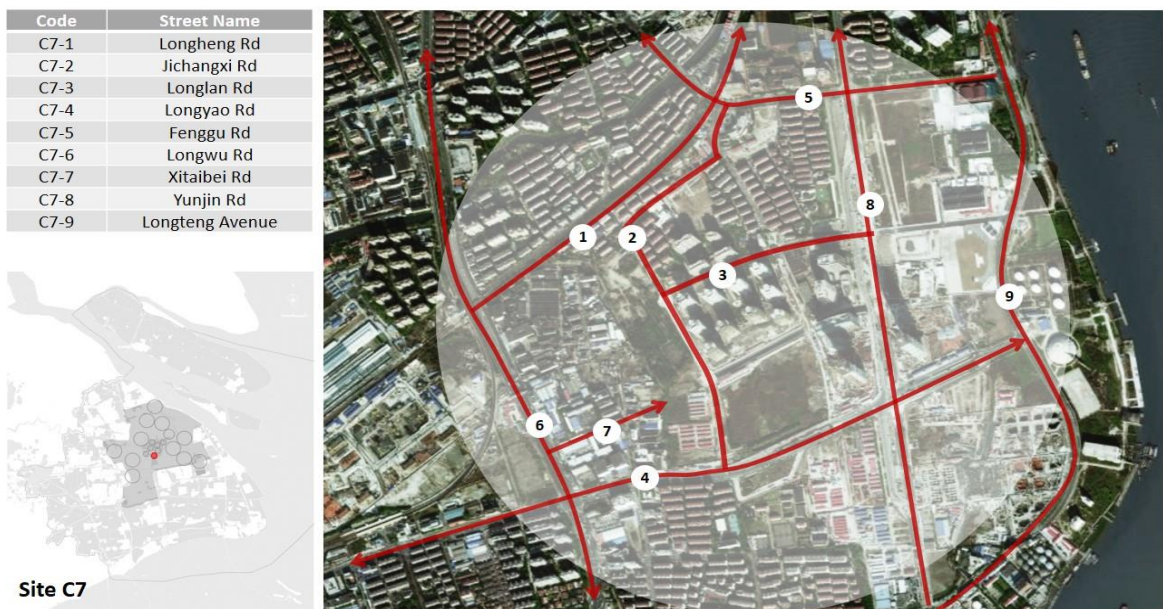 Code Street Name
C7-1 Longheng Rd
C7-2 Jichangxi Rd
C7-3 Longlan Rd
C7-4 Longyao Rd
C7-5 Fenggu Rd
C7-6 Longwu Rd
C7-7 Xitaibei Rd
C7-8 Yunjin Rd
C7-9 Longteng Avenue
Site C7
5
8
1
2
3
9
6
7
4